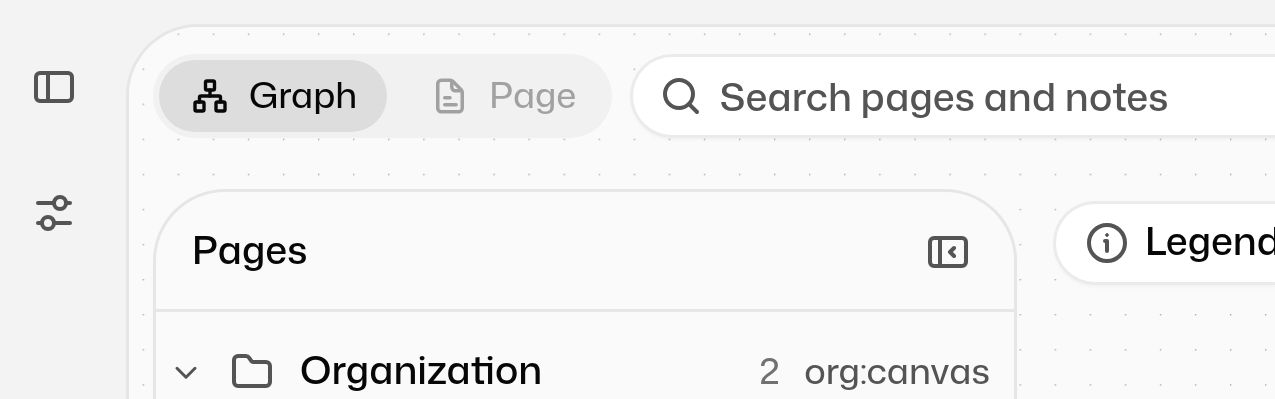 Graph
Page
Search pages and notes
Pages
Legend
Organization
2
org:canvas